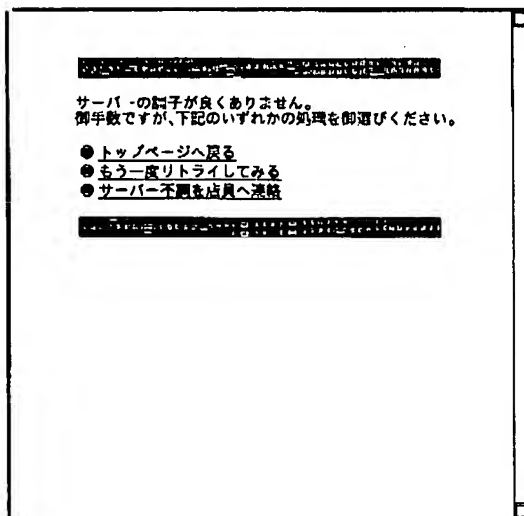 サーバーの調子が良くありません。
御手数ですが、下記のいずれかの処理を御選びください。
トップページへ戻る
もう一度リトライしてみる
サーバー不調を店員へ連絡